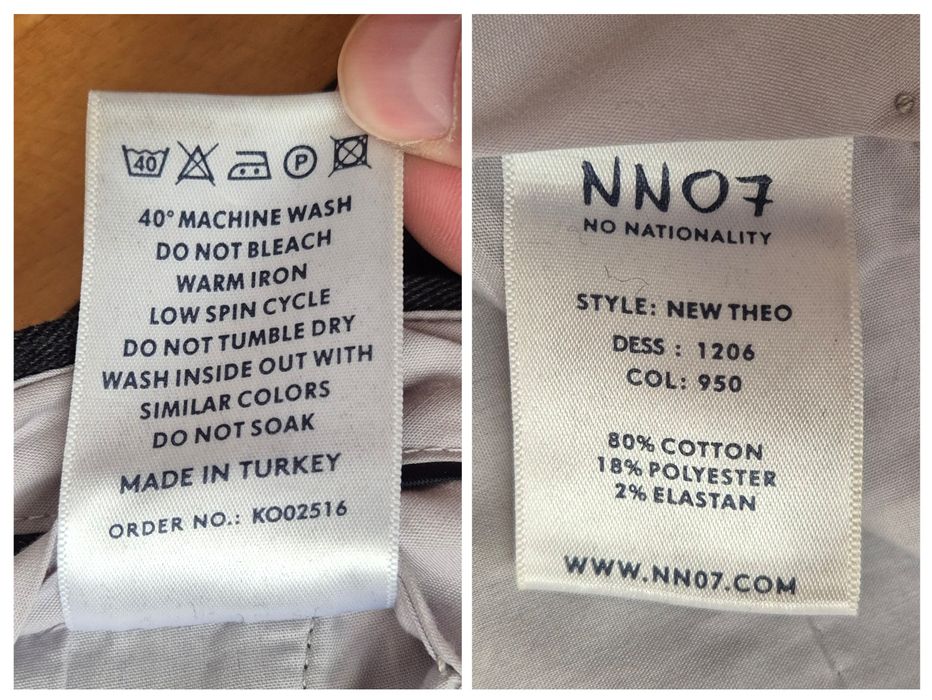 40 P
40° MACHINE WASH
DO NOT BLEACH
WARM IRON
LOW SPIN CYCLE
DO NOT TUMBLE DRY
WASH INSIDE OUT WITH
SIMILAR COLORS
DO NOT SOAK
MADE IN TURKEY
ORDER NO.: KO02516
NN07
NO NATIONALITY
STYLE: NEW THEO
DESS : 1206
COL: 950
80% COTTON
18% POLYESTER
2% ELASTAN
WWW.NN07.COM